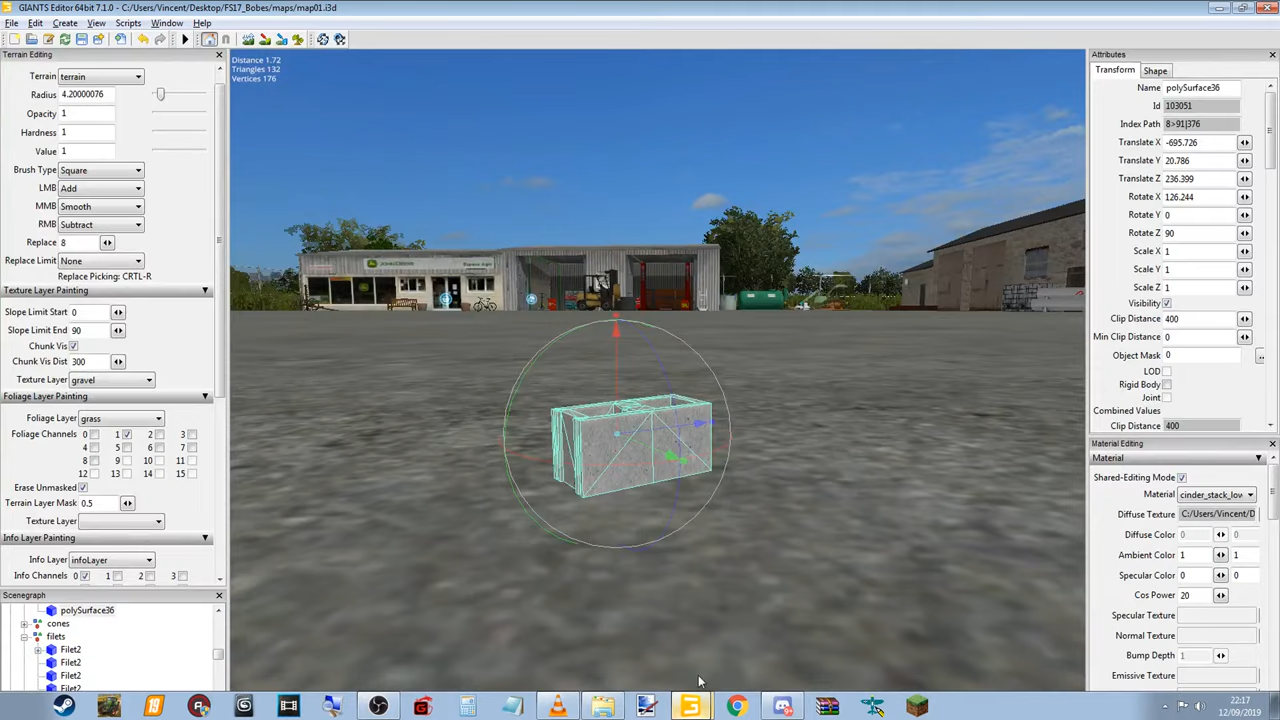 GIANTS Editor 64bit 7.1.0 - C:/Users/Vincent/Desktop/FS17_Bobes/maps/map01.i3d
File Edit Create View Scripts Window Help
Terrain Editing
Terrain terrain
Radius 4.20000076
Opacity 1
Hardness 1
Value 1
Brush Type Square
LMB Add
MMB Smooth
RMB Subtract
Replace 8
Replace Limit None
Replace Picking: CRTL-R
Texture Layer Painting
Slope Limit Start 0
Slope Limit End 90
Chunk Vis
Chunk Vis Dist 300
Texture Layer gravel
Foliage Layer Painting
Foliage Layer grass
Foliage Channels 0 1 2 3
4 5 6 7
8 9 10 11
12 13 14 15
Erase Unmasked
Terrain Layer Mask 0.5
Texture Layer
Info Layer Painting
Info Layer infoLayer
Info Channels 0 1 2 3
Scenegraph
polySurface36
cones
filets
Filet2
Filet2
Filet2
Filet2
Distance 1.72
Triangles 132
Vertices 176
JOHN DEERE
Attributes
Transform Shape
Name polySurface36
Id 103051
Index Path 8>91|376
Translate X -695.726
Translate Y 20.786
Translate Z 236.399
Rotate X 126.244
Rotate Y 0
Rotate Z 90
Scale X 1
Scale Y 1
Scale Z 1
Visibility
Clip Distance 400
Min Clip Distance 0
Object Mask 0 ..
LOD
Rigid Body
Joint
Combined Values
Clip Distance 400
Material Editing
Material
Shared-Editing Mode
Material cinder_stack_low
Diffuse Texture C:/Users/Vincent/D
Diffuse Color 0 0
Ambient Color 1 1
Specular Color 0 0
Cos Power 20
Specular Texture
Normal Texture
Bump Depth 1
Emissive Texture
22:17
12/09/2019